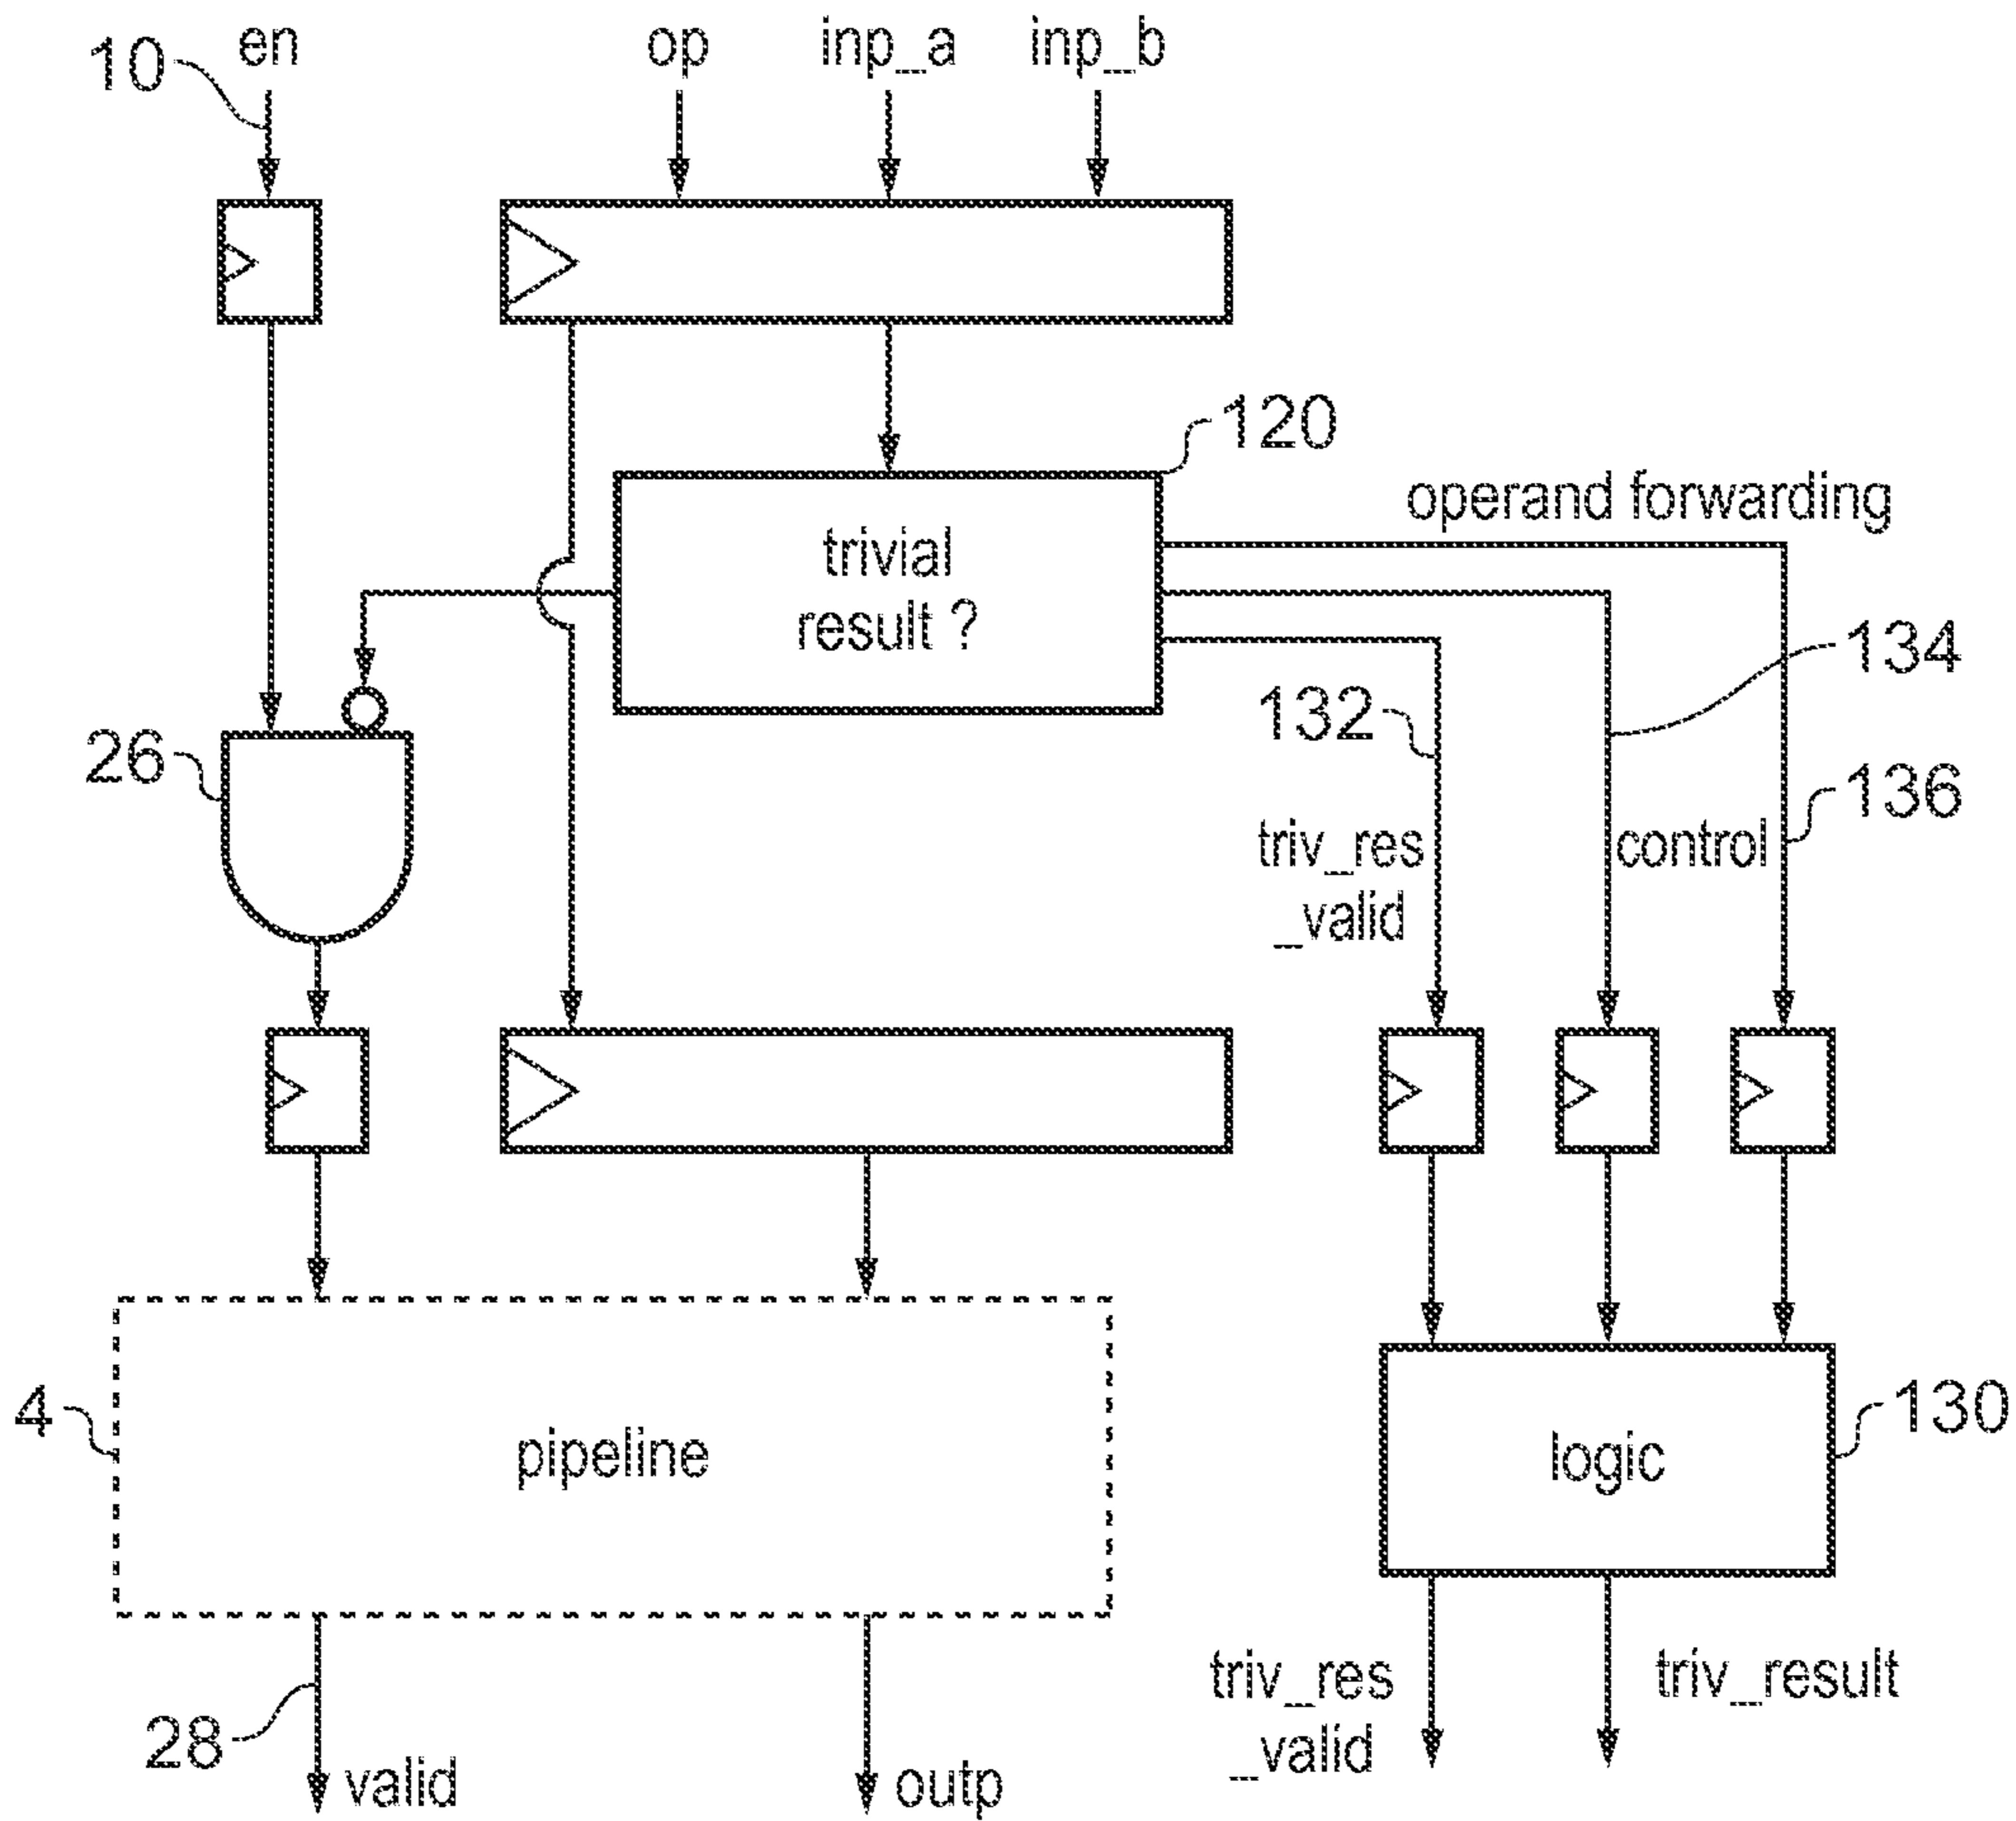 10
en
op
inp_a
inp_b
120
operand forwarding
trivial
result ?
134
132
26
136
triv_res
_valid
control
4
pipeline
130
logic
triv_res
_valid
triv_result
28
valid
outp